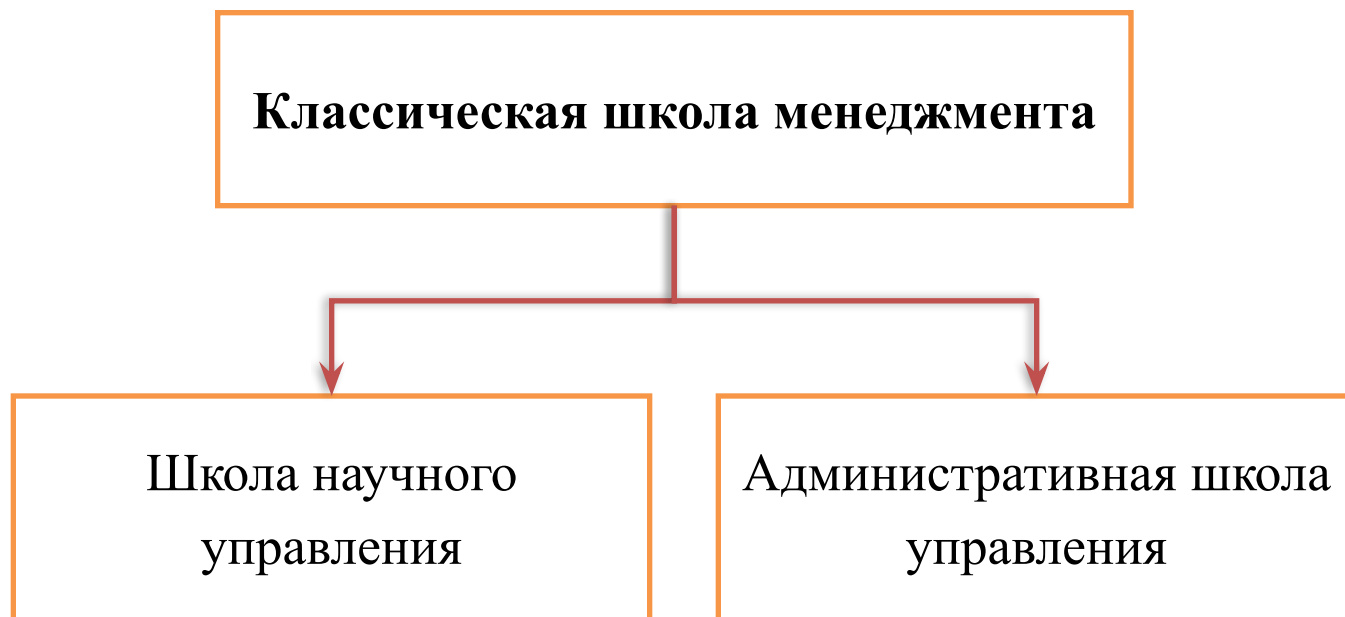 Классическая школа менеджмента
Школа научного
управления
Административная школа
управления